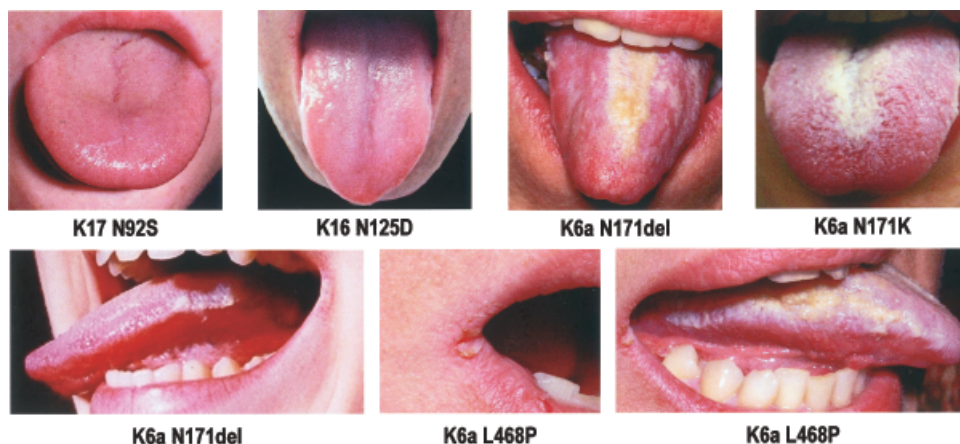 K17 N92S
K16 N125D
K6a N171del
K6a N171K
K6a N171del
K6a L468P
K6a L468P